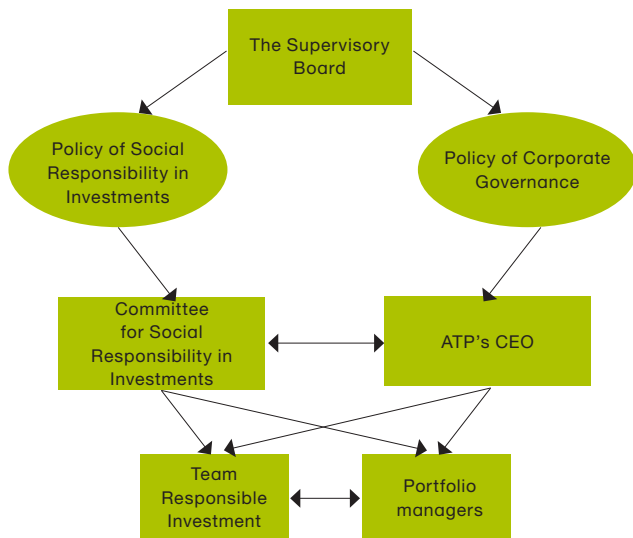 The Supervisory
Board
Policy of Social
Responsibility in
Investments
Policy of Corporate
Governance
Committee
for Social
Responsibility in
Investments
ATP's CEO
Team
Responsible
Investment
Portfolio
managers